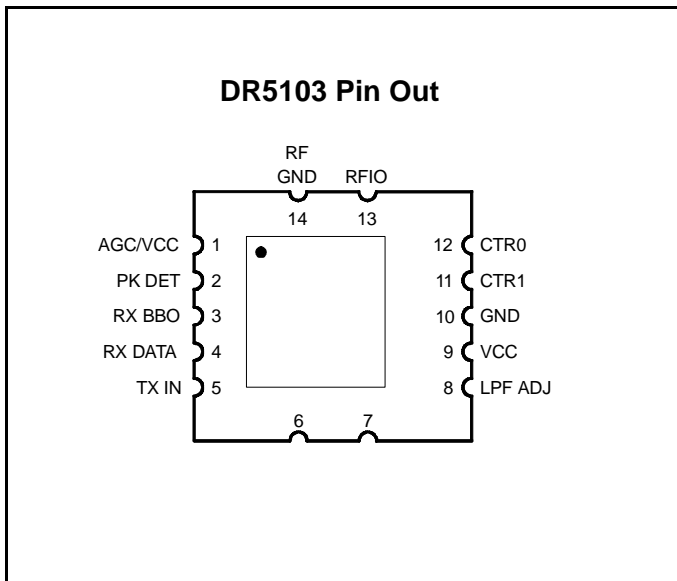 DR5103 Pin Out
RF
GND RFIO
14 13
AGC/VCC 1 12 CTR0
PK DET 2 11 CTR1
RX BBO 3 10 GND
RX DATA 4 9 VCC
TX IN 5 8 LPF ADJ
6 7